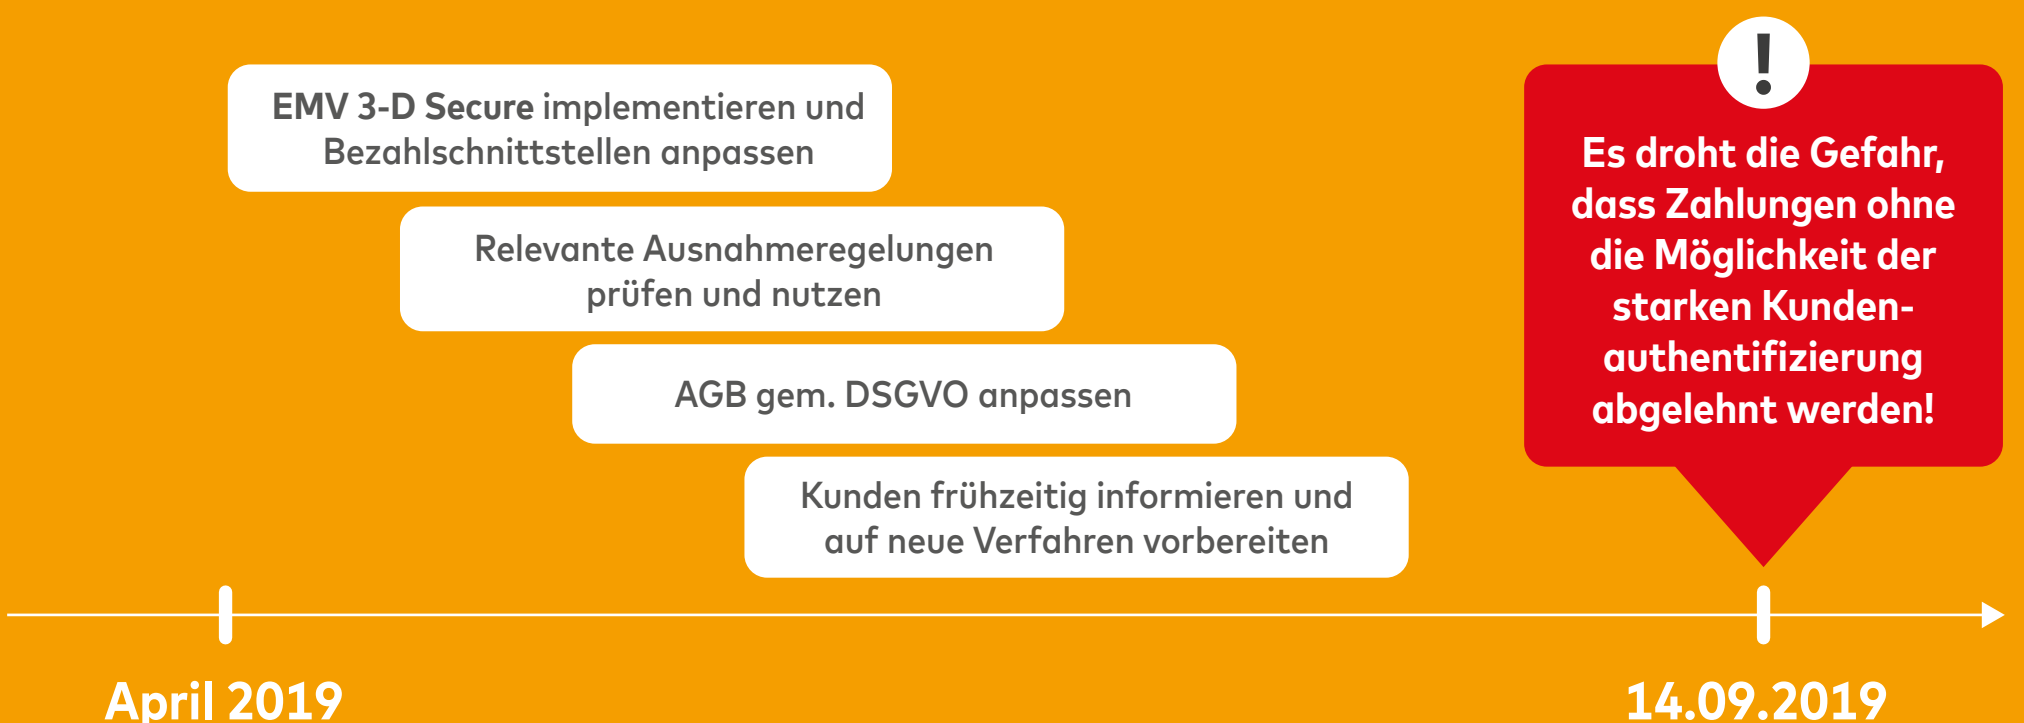 EMV 3-D Secure implementieren und
Bezahlschnittstellen anpassen
Relevante Ausnahmeregelungen
prüfen und nutzen
AGB gem. DSGVO anpassen
Kunden frühzeitig informieren und
auf neue Verfahren vorbereiten
!
Es droht die Gefahr,
dass Zahlungen ohne
die Möglichkeit der
starken Kunden-
authentifizierung
abgelehnt werden!
April 2019
14.09.2019